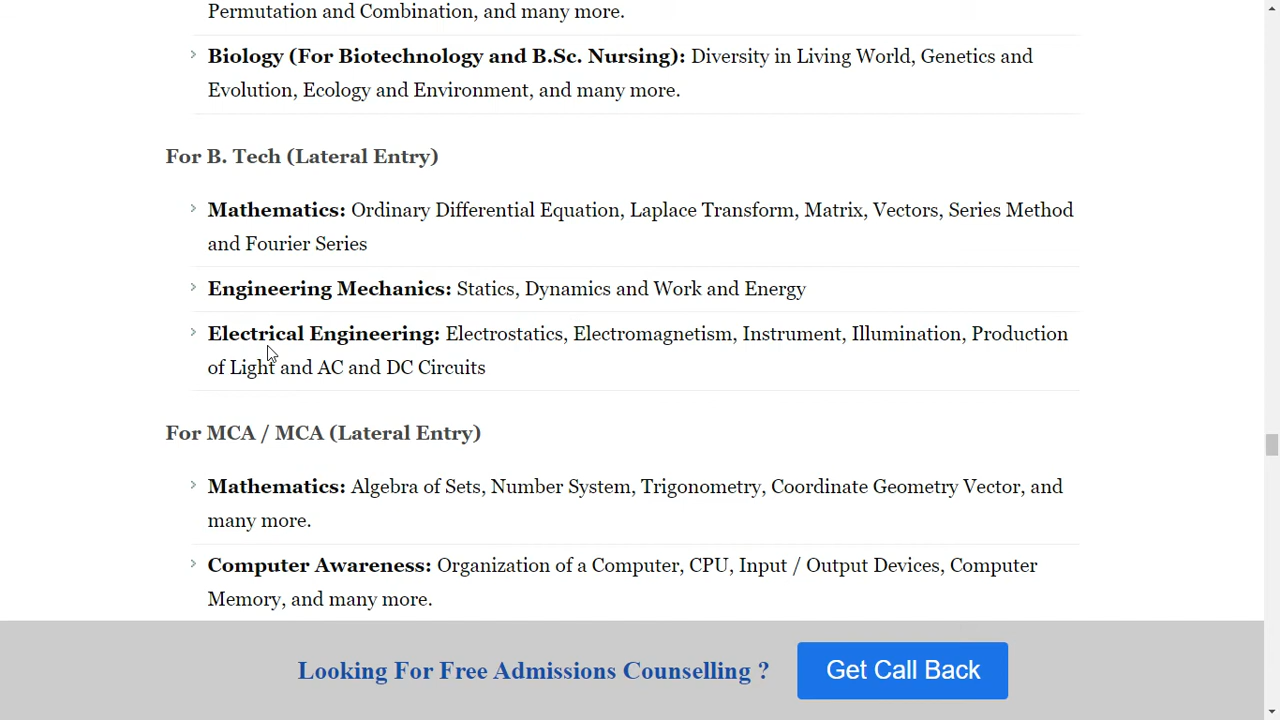 Permutation and Combination, and many more.
Biology (For Biotechnology and B.Sc. Nursing): Diversity in Living World, Genetics and
Evolution, Ecology and Environment, and many more.
For B. Tech (Lateral Entry)
Mathematics: Ordinary Differential Equation, Laplace Transform, Matrix, Vectors, Series Method
and Fourier Series
Engineering Mechanics: Statics, Dynamics and Work and Energy
Electrical Engineering: Electrostatics, Electromagnetism, Instrument, Illumination, Production
of Light and AC and DC Circuits
For MCA / MCA (Lateral Entry)
Mathematics: Algebra of Sets, Number System, Trigonometry, Coordinate Geometry Vector, and
many more.
Computer Awareness: Organization of a Computer, CPU, Input / Output Devices, Computer
Memory, and many more.
Looking For Free Admissions Counselling ?
Get Call Back